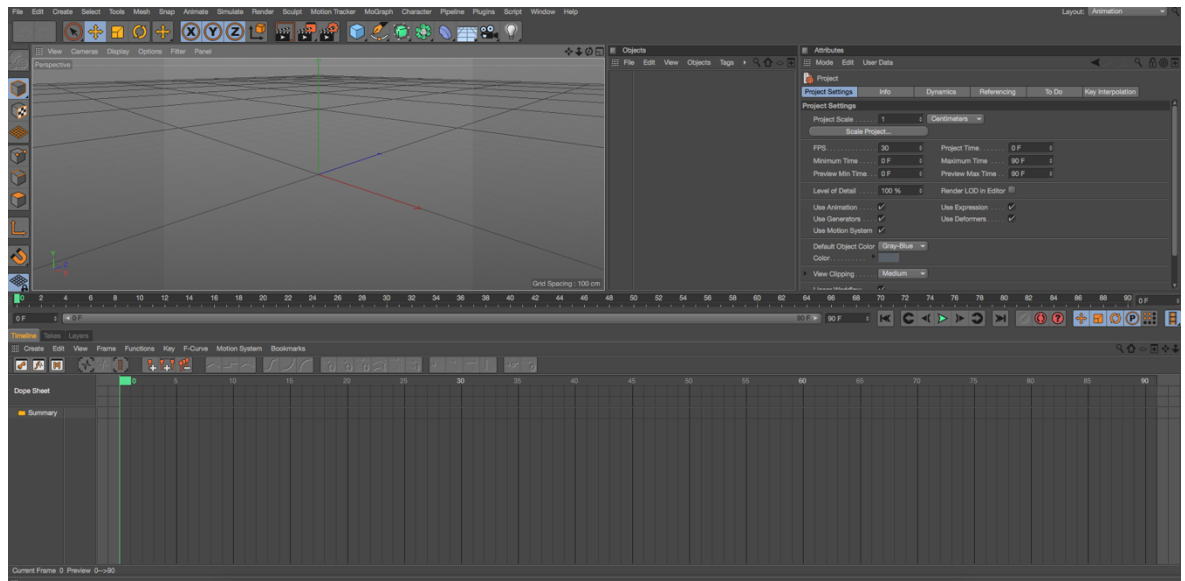 File Edit Create Select Tools Mesh Snap Animate Simulate Render Sculpt Motion Tracker MoGraph Character Pipeline Plugins Script Window Help Layout: Animation
X Y Z
View Cameras Display Options Filter Panel
Objects
Attributes
File Edit View Objects Tags
Mode Edit User Data
Perspective
Project
Project Settings Info Dynamics Referencing To Do Key Interpolation
Project Settings
Project Scale 1 Centimeters
Scale Project...
FPS 30 Project Time 0 F
Minimum Time 0 F Maximum Time 90 F
Preview Min Time 0 F Preview Max Time 90 F
Level of Detail 100 % Render LOD in Editor
Use Animation Use Expression
Use Generators Use Deformers
Use Motion System
Default Object Color Gray-Blue
Color
View Clipping Medium
Linear Workflow
Y
Z
X
Grid Spacing : 100 cm
0 2 4 6 8 10 12 14 16 18 20 22 24 26 28 30 32 34 36 38 40 42 44 46 48 50 52 54 56 58 60 62 64 66 68 70 72 74 76 78 80 82 84 86 88 90 0 F
0 F 0 F 90 F 90 F P
Timeline Takes Layers
Create Edit View Frame Functions Key F-Curve Motion System Bookmarks
0 5 10 15 20 25 30 35 40 45 50 55 60 65 70 75 80 85 90
Dope Sheet
Summary
Current Frame 0 Preview 0-->90